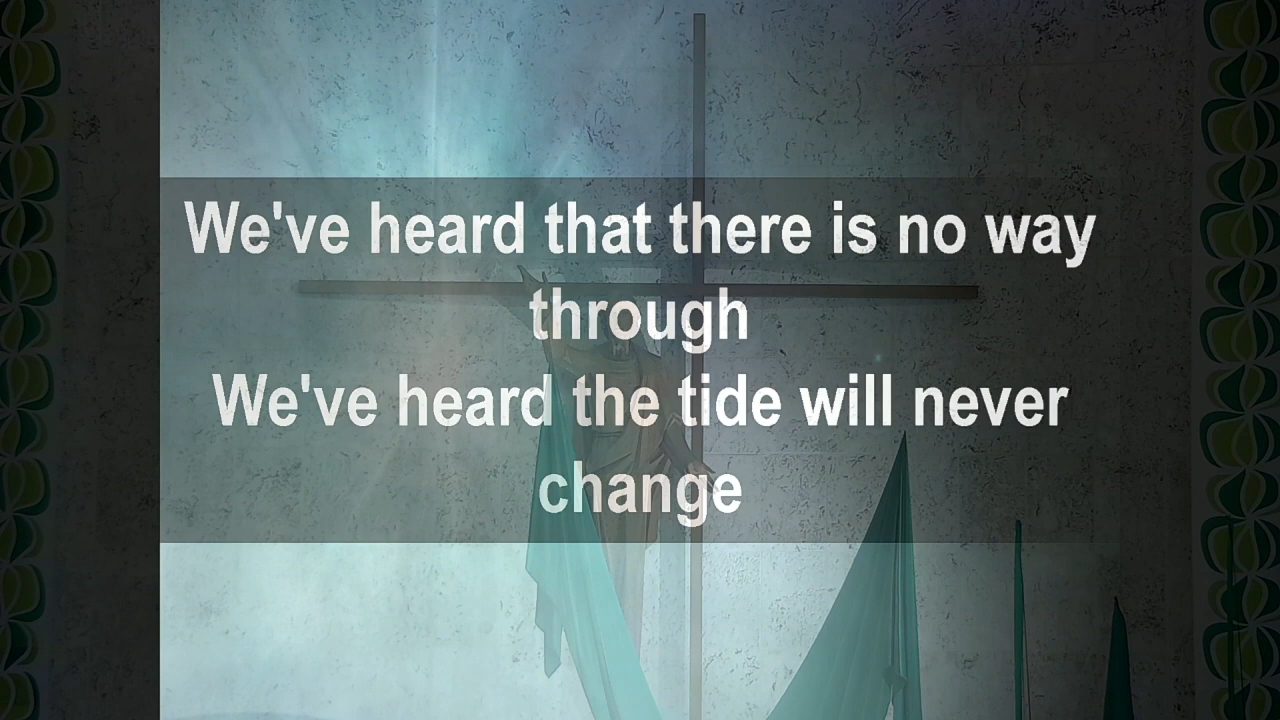 We've heard that there is no way
through
We've heard the tide will never
change